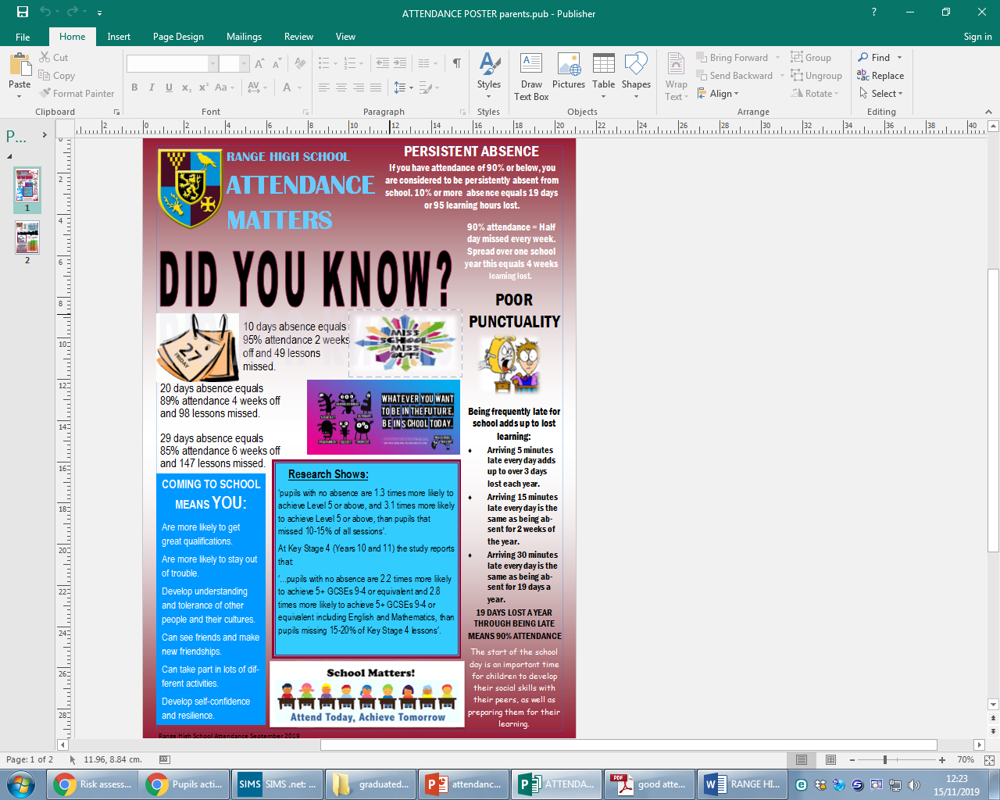 ATTENDANCE POSTER parents.pub - Publisher
?
File
Home
Insert
Page Design
Mailings
Review
View
Sign in
Paste
Cut
Copy
Format Painter
Clipboard
Font
Paragraph
Styles
Styles
Draw
Text Box
Pictures
Table
Shapes
Objects
Wrap
Text
Bring Forward
Send Backward
Align
Group
Ungroup
Rotate
Arrange
Find
Replace
Select
Editing
P...
1
2
RANGE HIGH SCHOOL
ATTENDANCE
MATTERS
PERSISTENT ABSENCE
If you have attendance of 90% or below, you
are considered to be persistently absent from
school. 10% or more absence equals 19 days
or 95 learning hours lost.
90% attendance = Half
day missed every week.
Spread over one school
year this equals 4 weeks
learning lost.
DID YOU KNOW?
27
FRIDAY
10 days absence equals
95% attendance 2 weeks
off and 49 lessons
missed.
MISS
SCHOOL
MISS
OUT!
20 days absence equals
89% attendance 4 weeks off
and 98 lessons missed.
29 days absence equals
85% attendance 6 weeks off
and 147 lessons missed.
WHATEVER YOU WANT
TO BE IN THE FUTURE,
BE IN SCHOOL TODAY.
COMING TO SCHOOL
MEANS YOU:
Are more likely to get
great qualifications.
Are more likely to stay out
of trouble.
Develop understanding
and tolerance of other
people and their cultures.
Can see friends and make
new friendships.
Can take part in lots of dif-
ferent activities.
Develop self-confidence
and resilience.
Research Shows:
‘pupils with no absence are 1.3 times more likely to
achieve Level 5 or above, and 3.1 times more likely
to achieve Level 5 or above, than pupils that
missed 10-15% of all sessions’.
At Key Stage 4 (Years 10 and 11) the study reports
that:
‘...pupils with no absence are 2.2 times more likely
to achieve 5+ GCSEs 9-4 or equivalent and 2.8
times more likely to achieve 5+ GCSEs 9-4 or
equivalent including English and Mathematics, than
pupils missing 15-20% of Key Stage 4 lessons’.
School Matters!
Attend Today, Achieve Tomorrow
POOR
PUNCTUALITY
Being frequently late for
school adds up to lost
learning:
♦ Arriving 5 minutes
late every day adds
up to over 3 days
lost each year.
♦ Arriving 15 minutes
late every day is the
same as being ab-
sent for 2 weeks of
the year.
♦ Arriving 30 minutes
late every day is the
same as being ab-
sent for 19 days a
year.
19 DAYS LOST A YEAR
THROUGH BEING LATE
MEANS 90% ATTENDANCE
The start of the school
day is an important time
for children to develop
their social skills with
their peers, as well as
preparing them for their
learning.
Range High School Attendance September 2019
Page: 1 of 2
11.96, 8.84 cm.
70%
Risk assess...
Pupils acti...
SIMS
SIMS .net: ...
graduated...
attendanc...
ATTENDA...
good atte...
RANGE HI...
12:23
15/11/2019